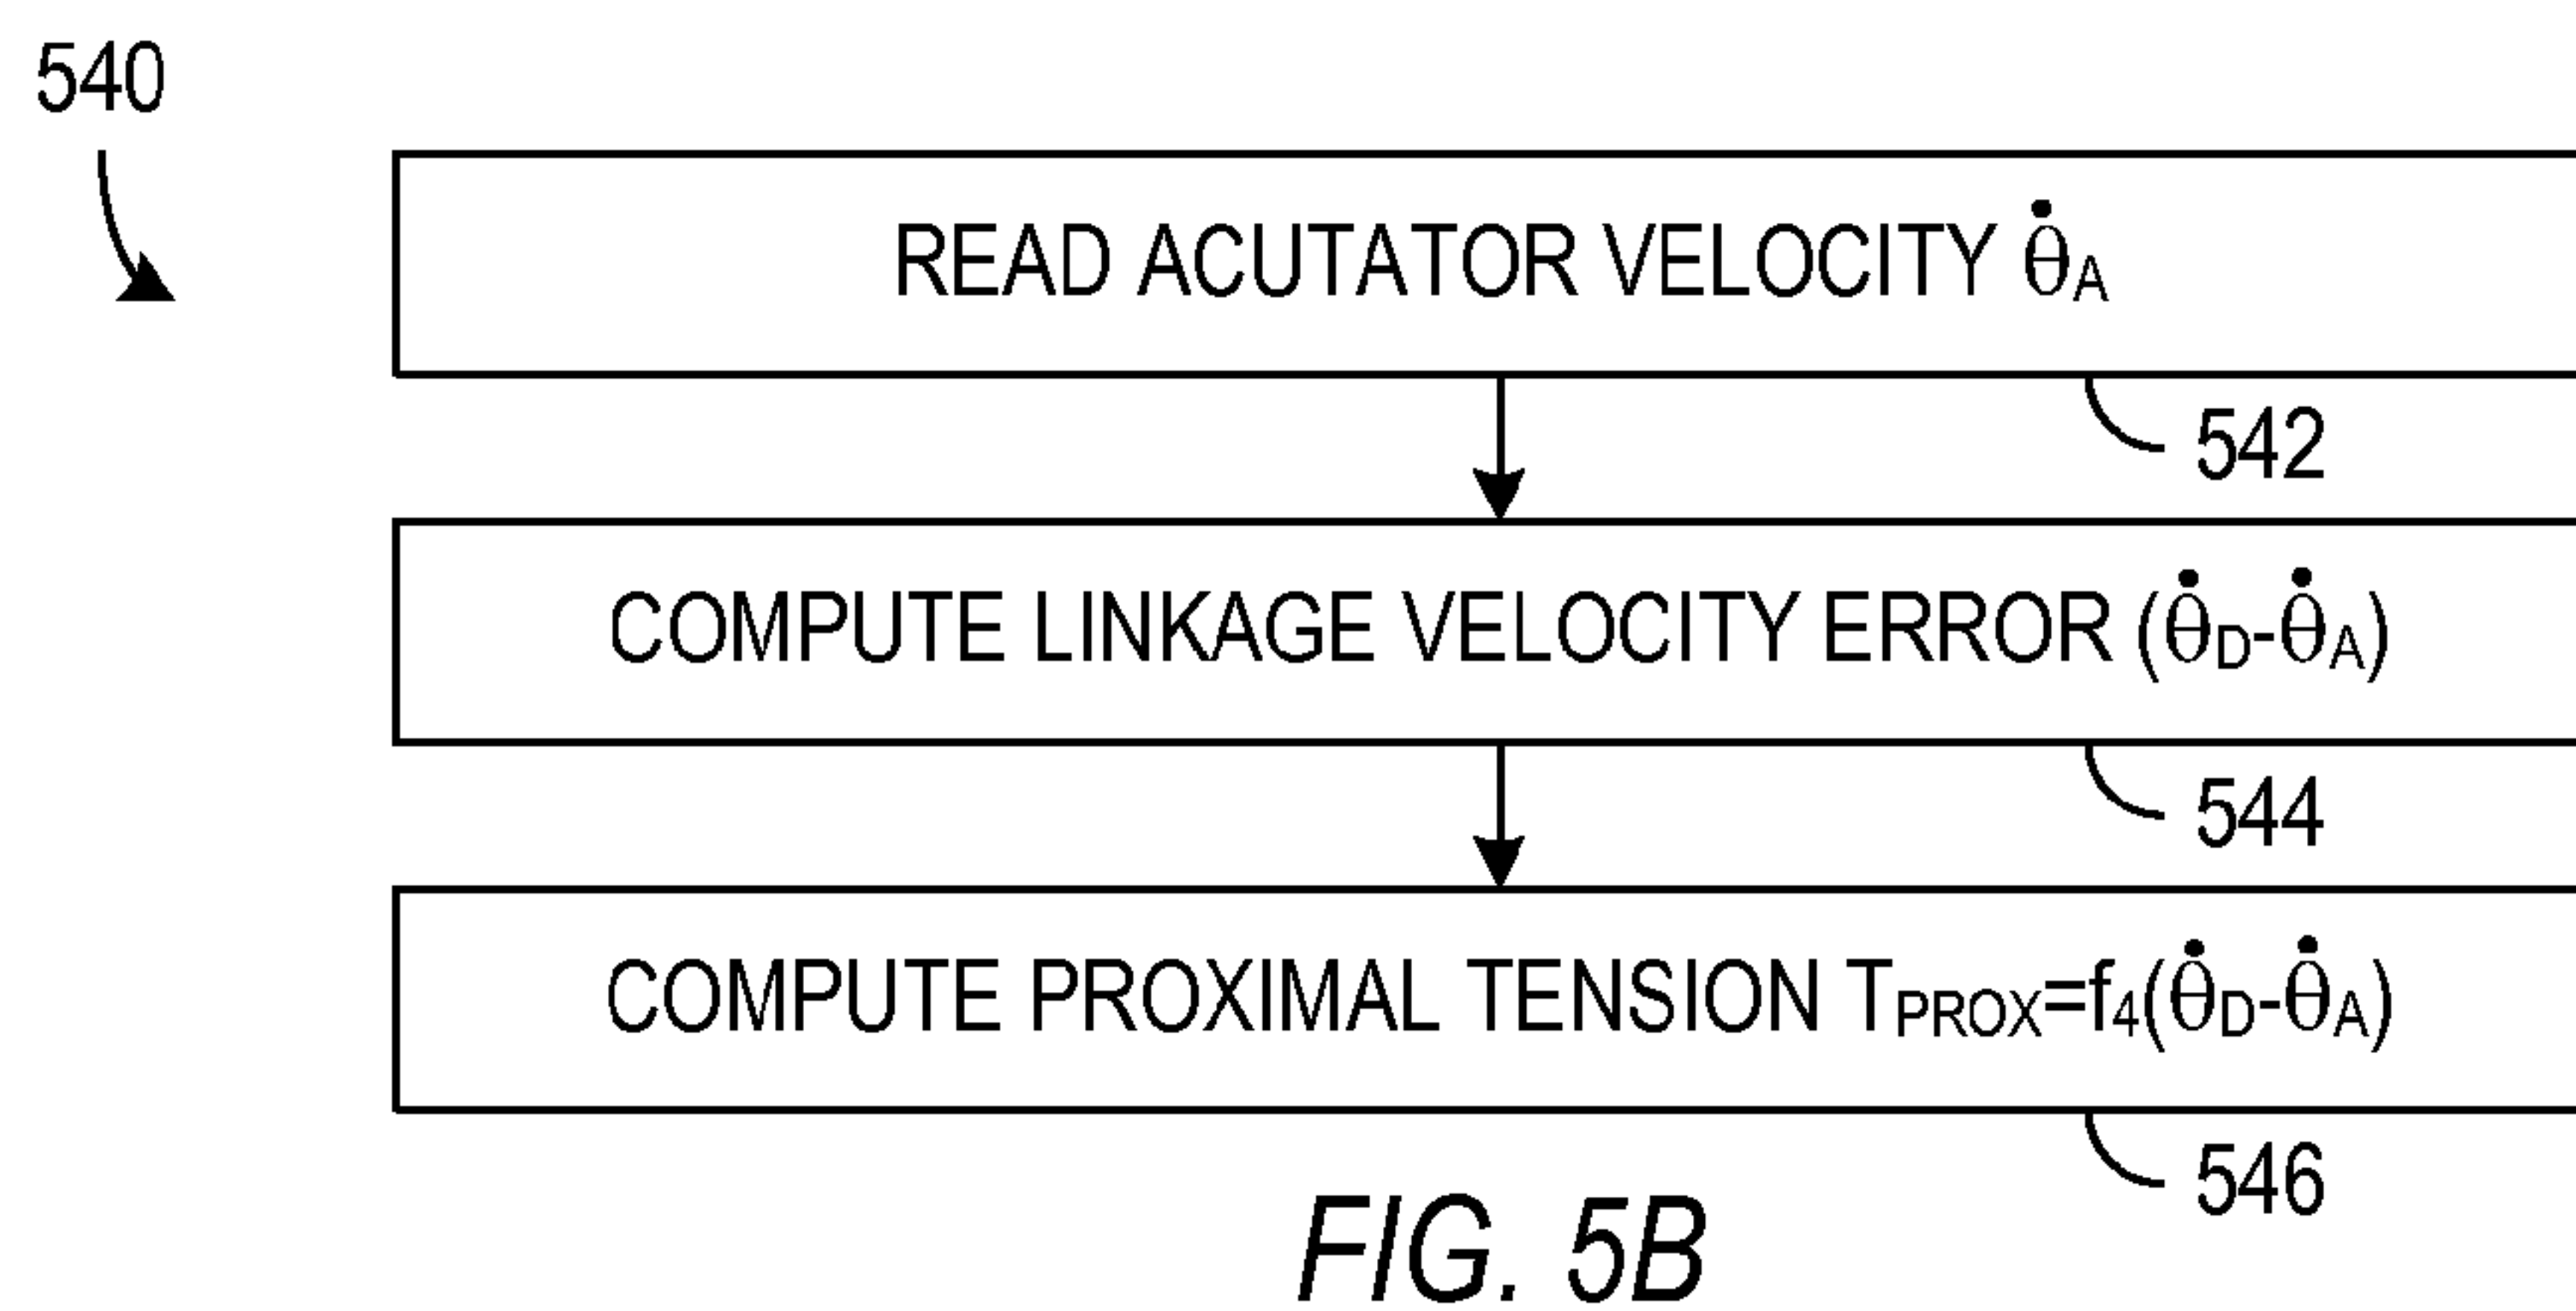 540
READ ACUTATOR VELOCITY θ̇A
542
COMPUTE LINKAGE VELOCITY ERROR (θ̇D-θ̇A)
544
COMPUTE PROXIMAL TENSION TPROX=f4(θ̇D-θ̇A)
546
FIG. 5B